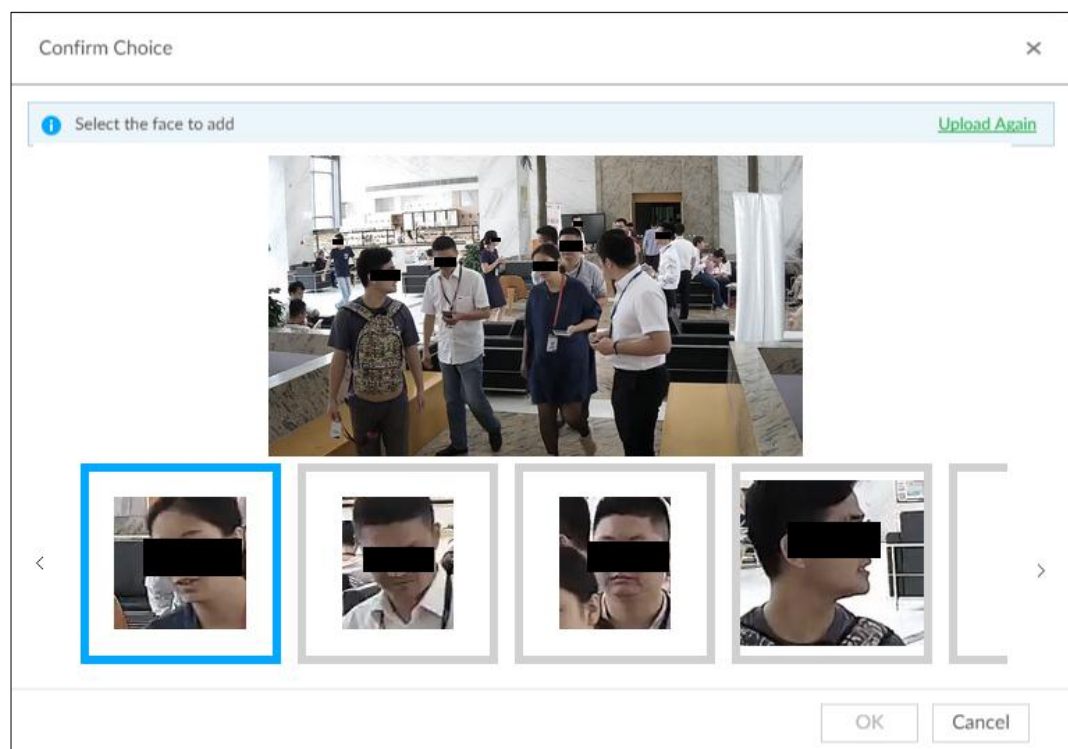 Confirm Choice
Select the face to add
Upload Again
OK
Cancel